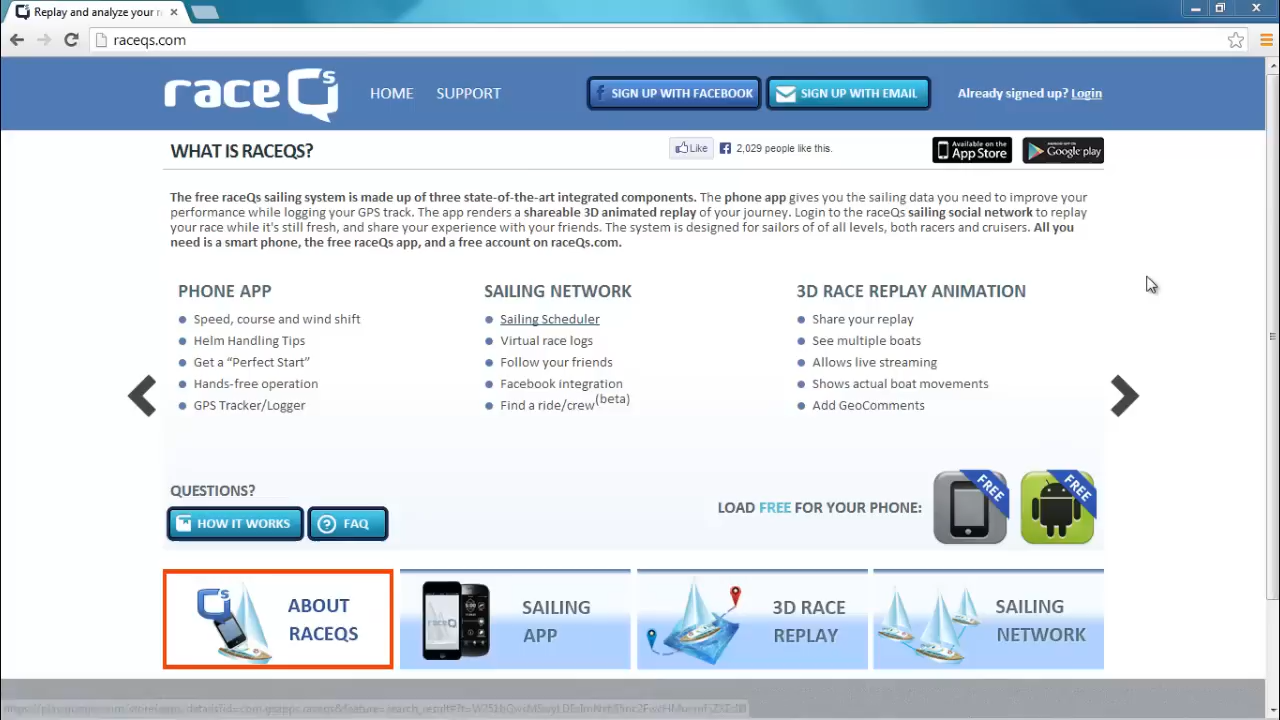 Replay and analyze your r
raceqs.com
raceQs
HOME
SUPPORT
SIGN UP WITH FACEBOOK
SIGN UP WITH EMAIL
Already signed up? Login
WHAT IS RACEQS?
Like
2,029 people like this.
Available on the
App Store
Google play
The free raceQs sailing system is made up of three state-of-the-art integrated components. The phone app gives you the sailing data you need to improve your
performance while logging your GPS track. The app renders a shareable 3D animated replay of your journey. Login to the raceQs sailing social network to replay
your race while it's still fresh, and share your experience with your friends. The system is designed for sailors of of all levels, both racers and cruisers. All you
need is a smart phone, the free raceQs app, and a free account on raceQs.com.
PHONE APP
Speed, course and wind shift
Helm Handling Tips
Get a “Perfect Start”
Hands-free operation
GPS Tracker/Logger
SAILING NETWORK
Sailing Scheduler
Virtual race logs
Follow your friends
Facebook integration
Find a ride/crew (beta)
3D RACE REPLAY ANIMATION
Share your replay
See multiple boats
Allows live streaming
Shows actual boat movements
Add GeoComments
QUESTIONS?
HOW IT WORKS
FAQ
LOAD FREE FOR YOUR PHONE:
FREE
FREE
ABOUT
RACEQS
SAILING
APP
3D RACE
REPLAY
SAILING
NETWORK